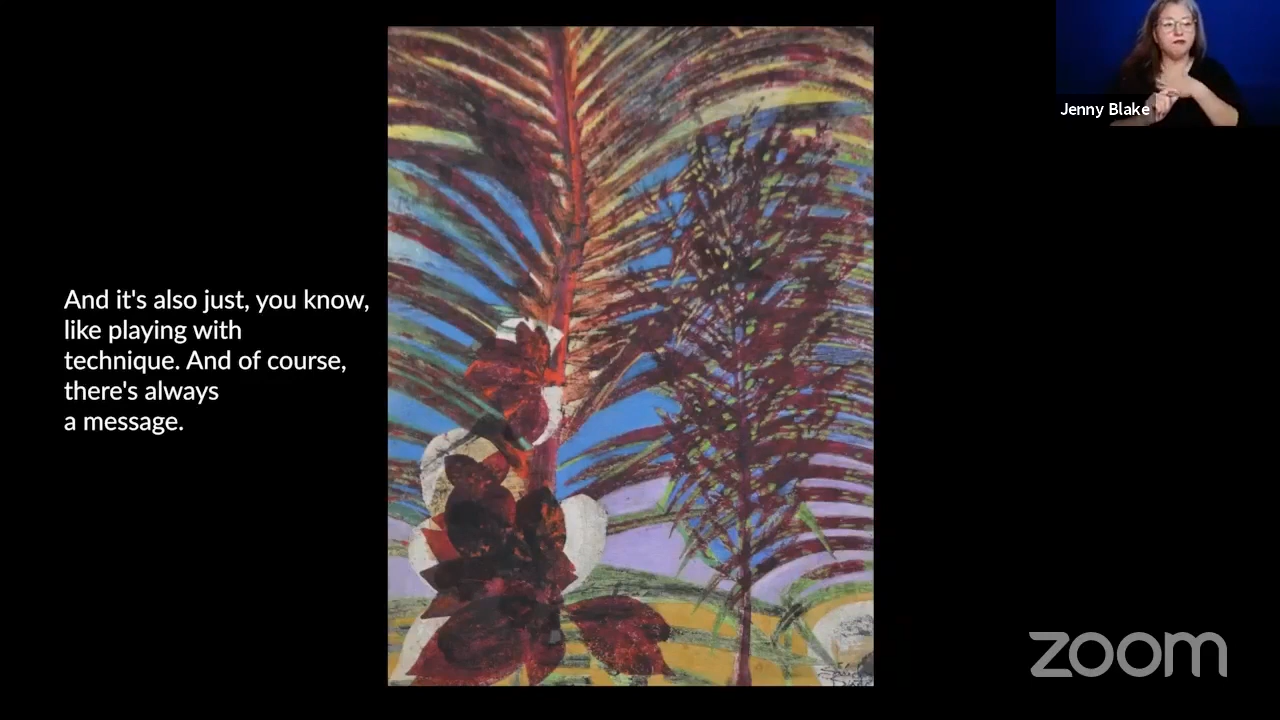 And it's also just, you know,
like playing with
technique. And of course,
there's always
a message.
Jenny Blake
zoom